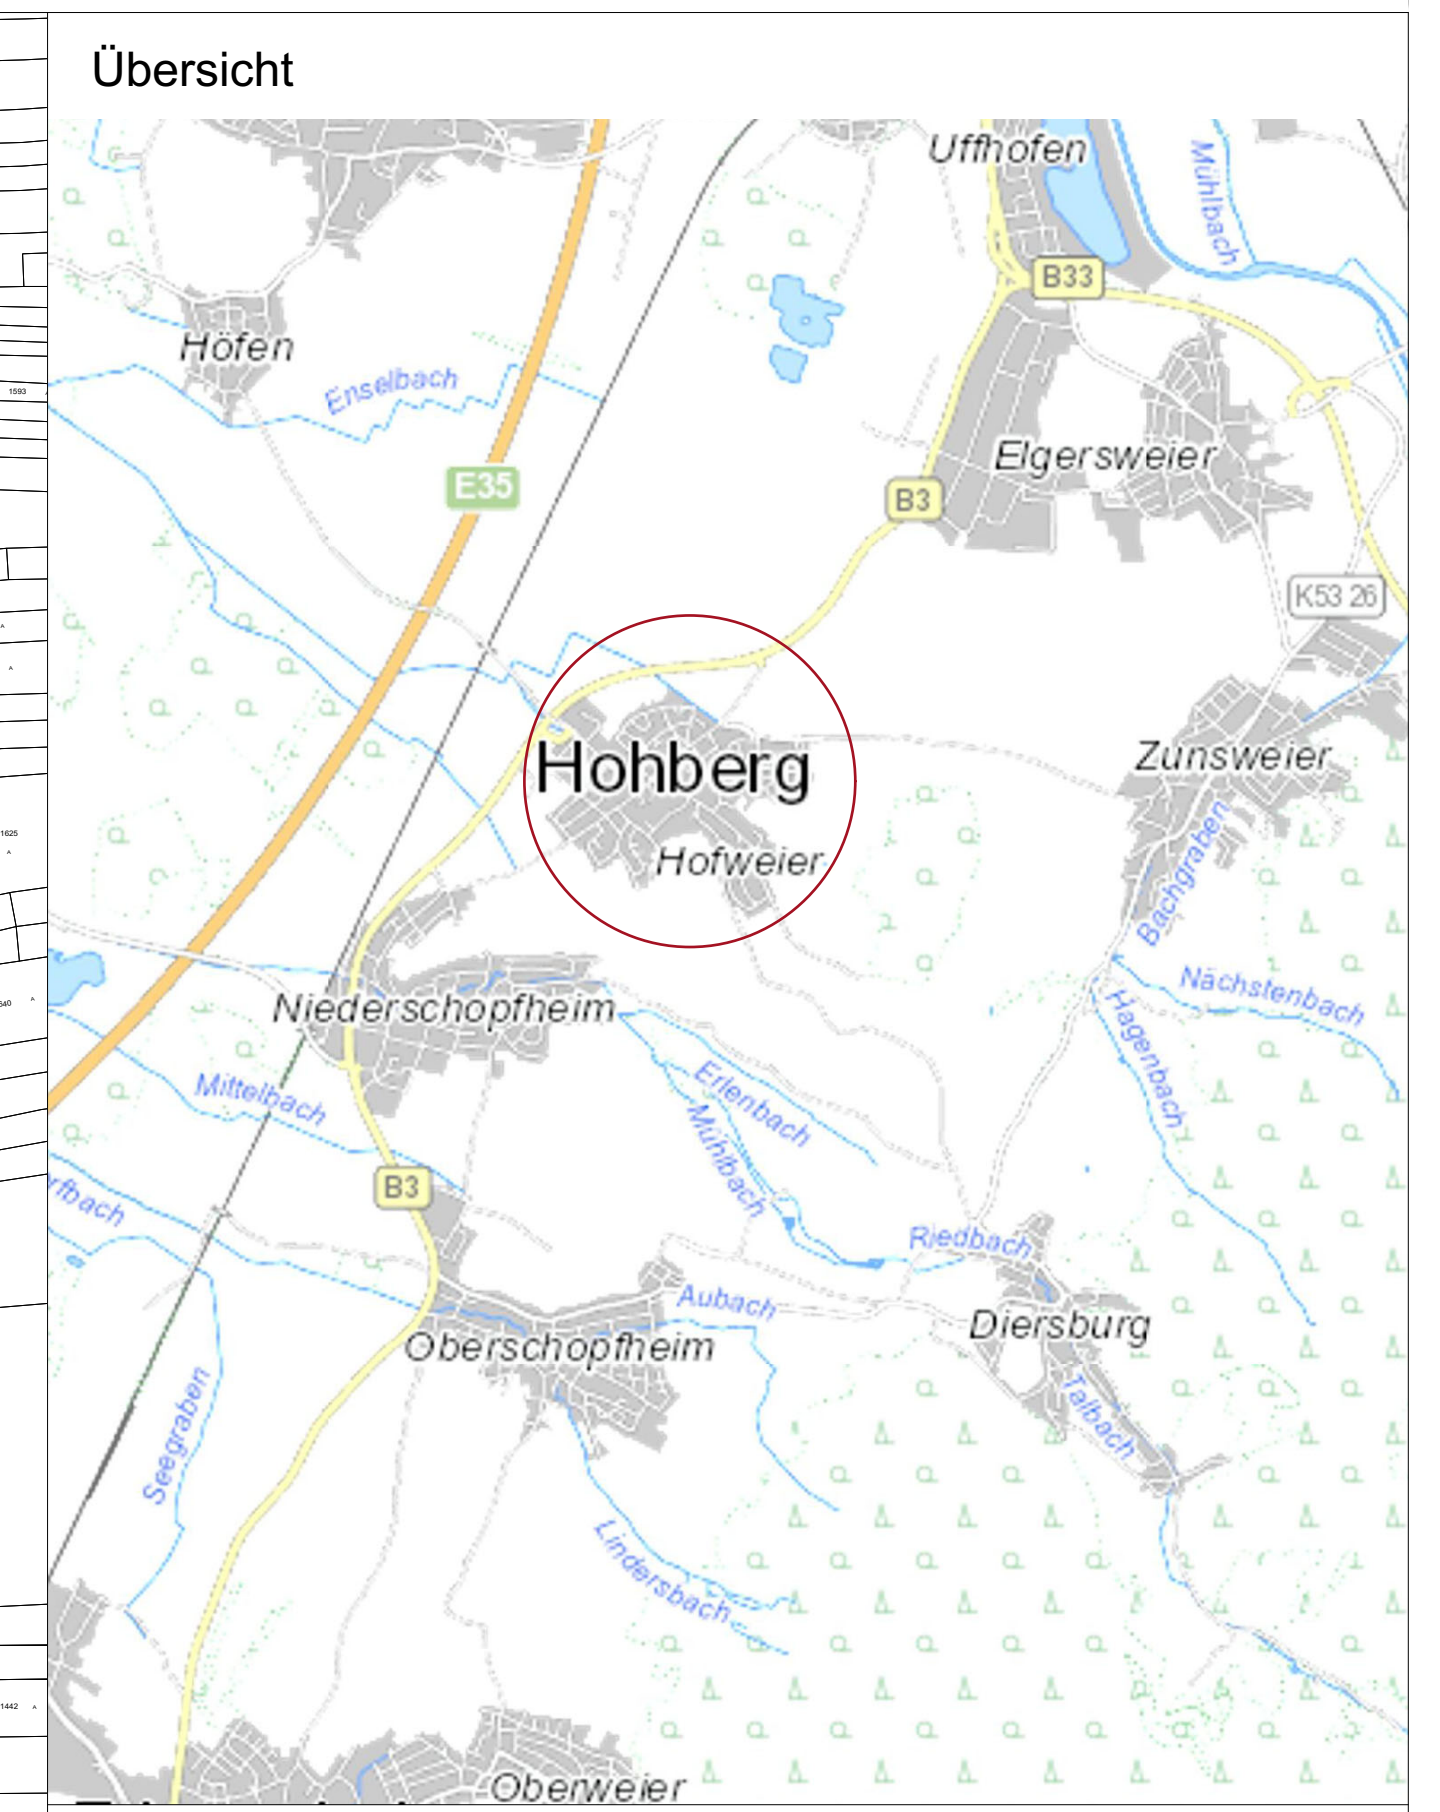 Übersicht
Uffhofen
Mühlbach
B33
Höfen
Enselbach
1593
Elgersweier
E35
B3
K53 26
A
A
Hohberg
Zunsweier
1625
A
Hofweier
Bachgraben
Nächstenbach
A
Niederschopfheim
Hagenbach
Erlenbach
Mittelbach
Mühlbach
B3
rfbach
Riedbach
Aubach
Diersburg
Oberschopfheim
Talbach
Seegraben
Lindersbach
1442 A
Oberweier